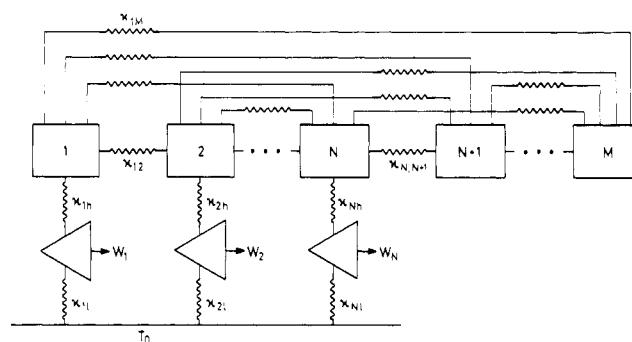 ϰ1M
1 ϰ12 2 • • • N ϰN,N+1 N+1 • • • M
ϰ1h ϰ2h ϰNh
W1 W2 WN
ϰ1l ϰ2l ϰNl
T0